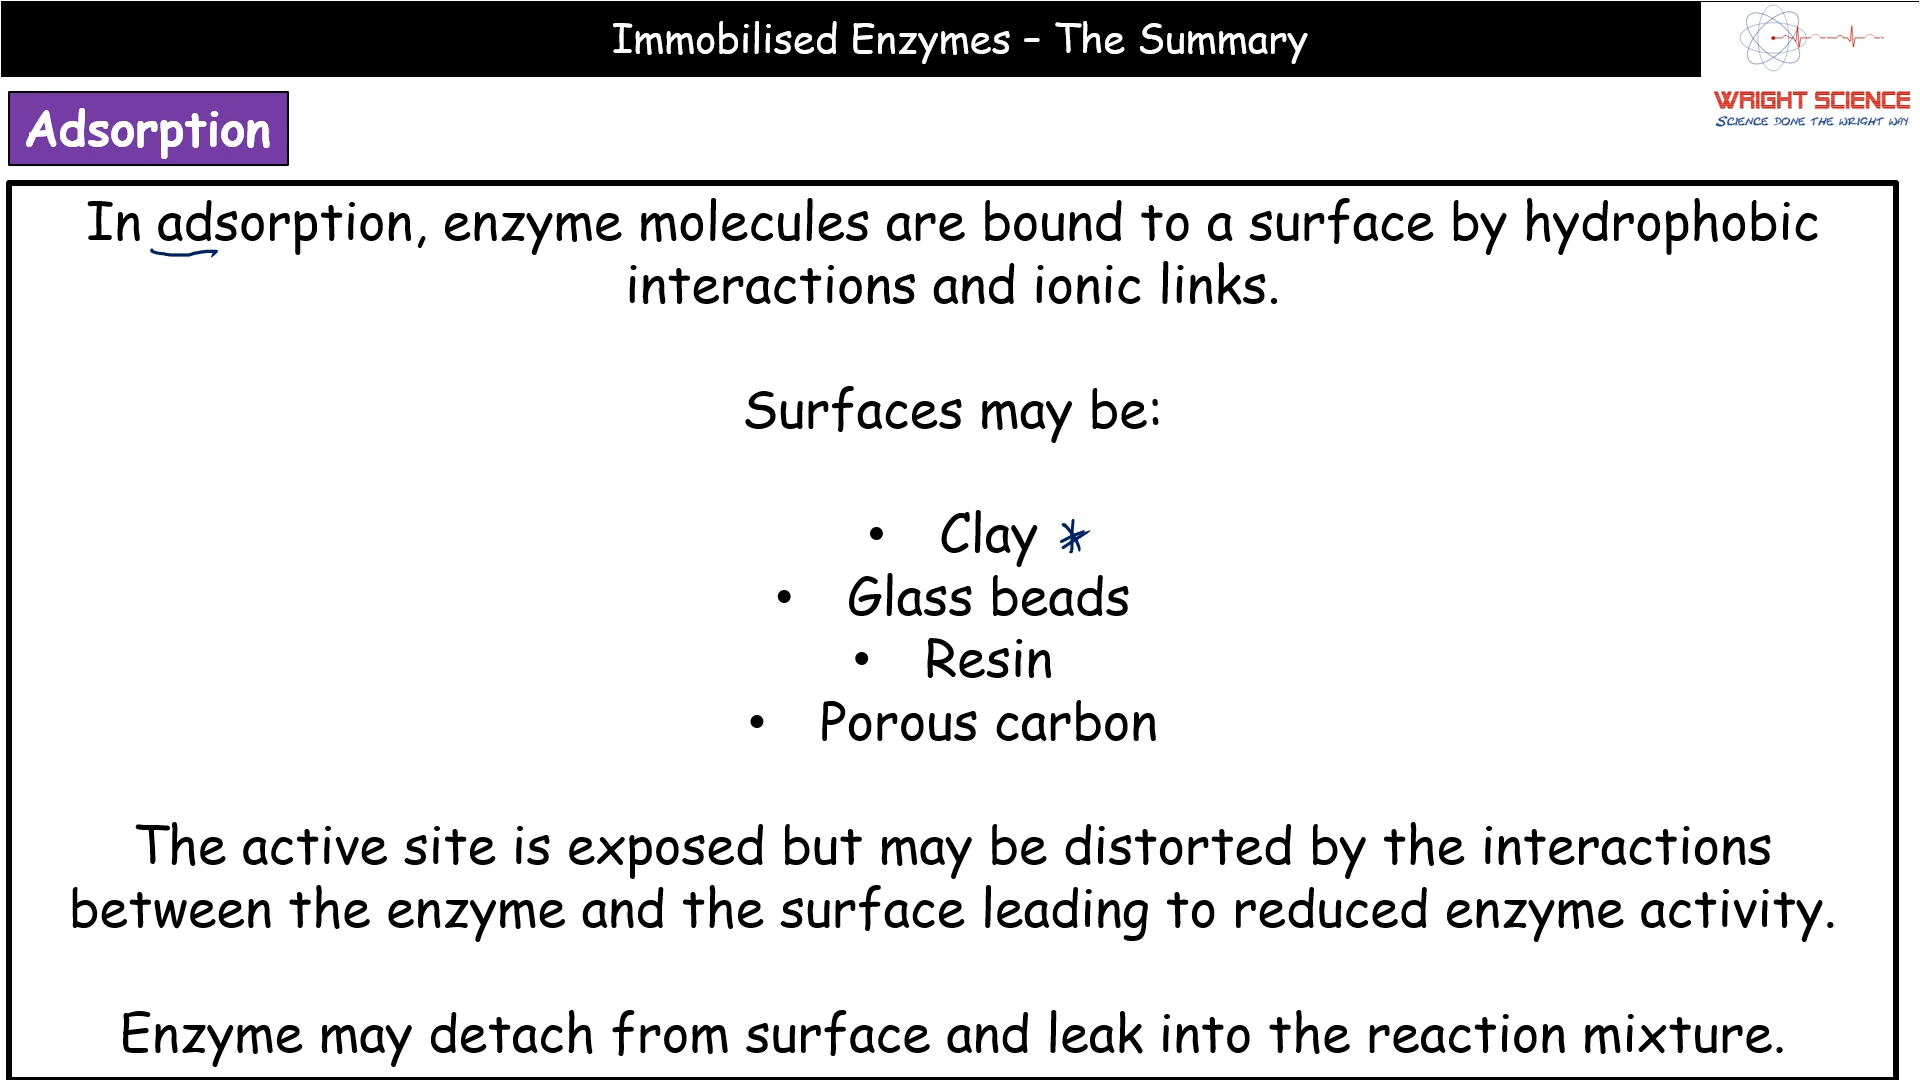 Immobilised Enzymes – The Summary
WRIGHT SCIENCE
SCIENCE DONE THE WRIGHT WAY
Adsorption
In adsorption, enzyme molecules are bound to a surface by hydrophobic
interactions and ionic links.
Surfaces may be:
• Clay *
• Glass beads
• Resin
• Porous carbon
The active site is exposed but may be distorted by the interactions
between the enzyme and the surface leading to reduced enzyme activity.
Enzyme may detach from surface and leak into the reaction mixture.